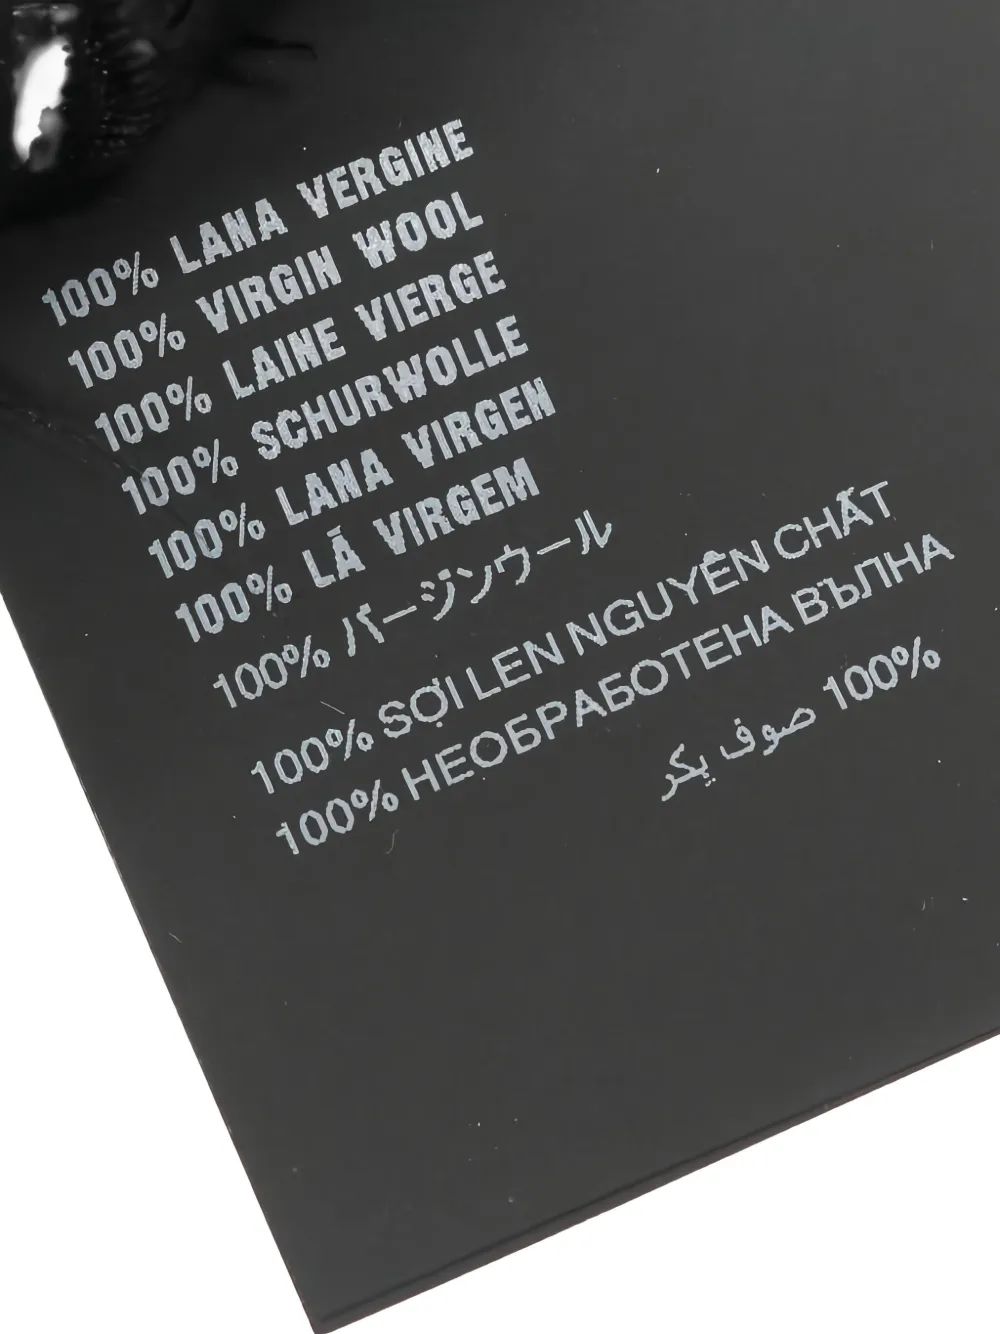 100% LANA VERGINE
100% VIRGIN WOOL
100% LAINE VIERGE
100% SCHURWOLLE
100% LANA VIRGEN
100% LÃ VIRGEM
100% バージンウール
100% SỢI LEN NGUYÊN CHẤT
100% НЕОБРАБОТЕНА ВЪЛНА
100% صوف يكر